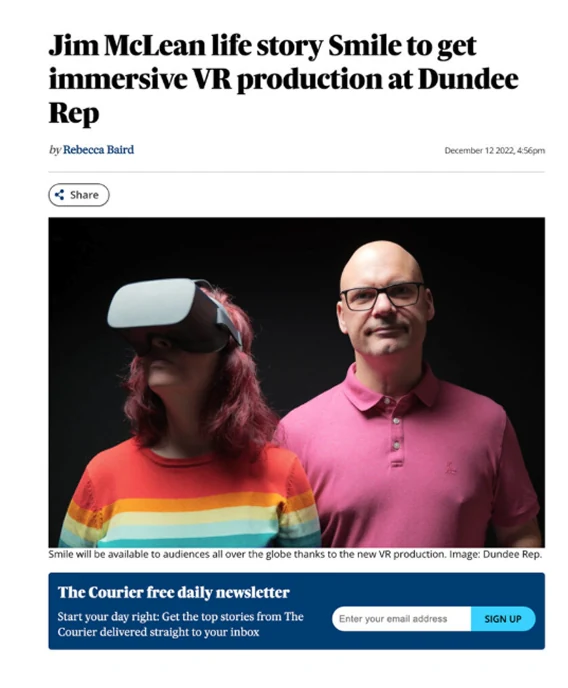 Jim McLean life story Smile to get
immersive VR production at Dundee
Rep
by Rebecca Baird
December 12 2022, 4:56pm
Share
Smile will be available to audiences all over the globe thanks to the new VR production. Image: Dundee Rep.
The Courier free daily newsletter
Start your day right: Get the top stories from The
Courier delivered straight to your inbox
Enter your email address
SIGN UP